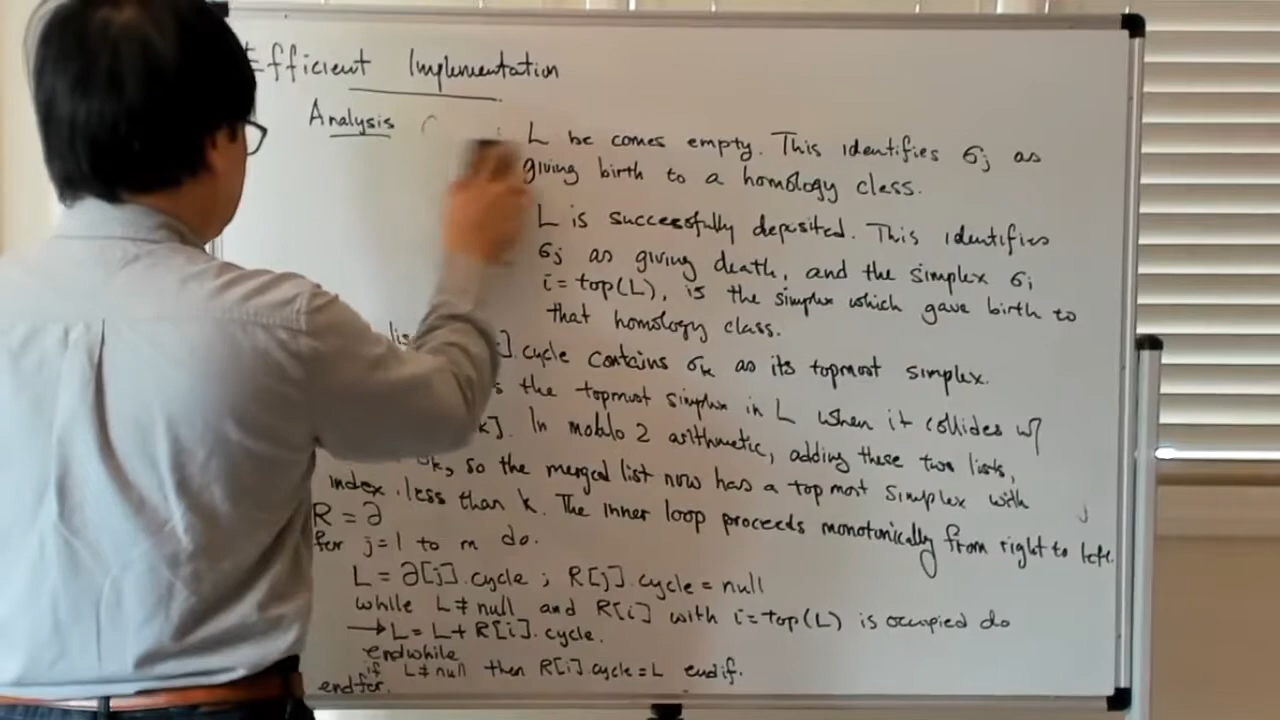 Efficient Implementation
Analysis
L be comes empty. This identifies σj as
giving birth to a homology class.
L is successfully deposited. This identifies
σj as giving death, and the simplex σi
i = top(L), is the simplex which gave birth to
that homology class.
lis ]. cycle contains σk as its topmost simplex.
s the topmost simplex in L when it collides w/
k]. In modulo 2 arithmetic, adding these two lists,
σk, so the merged list now has a top most simplex with
index less than k. The inner loop proceeds monotonically from right to left.
R = ∂
for j=1 to m do.
L = ∂[j].cycle ; R[j].cycle = null
while L ≠ null and R[i] with i=top(L) is occupied do
→ L = L + R[i].cycle.
endwhile
if L ≠ null then R[i].cycle = L endif.
endfor.